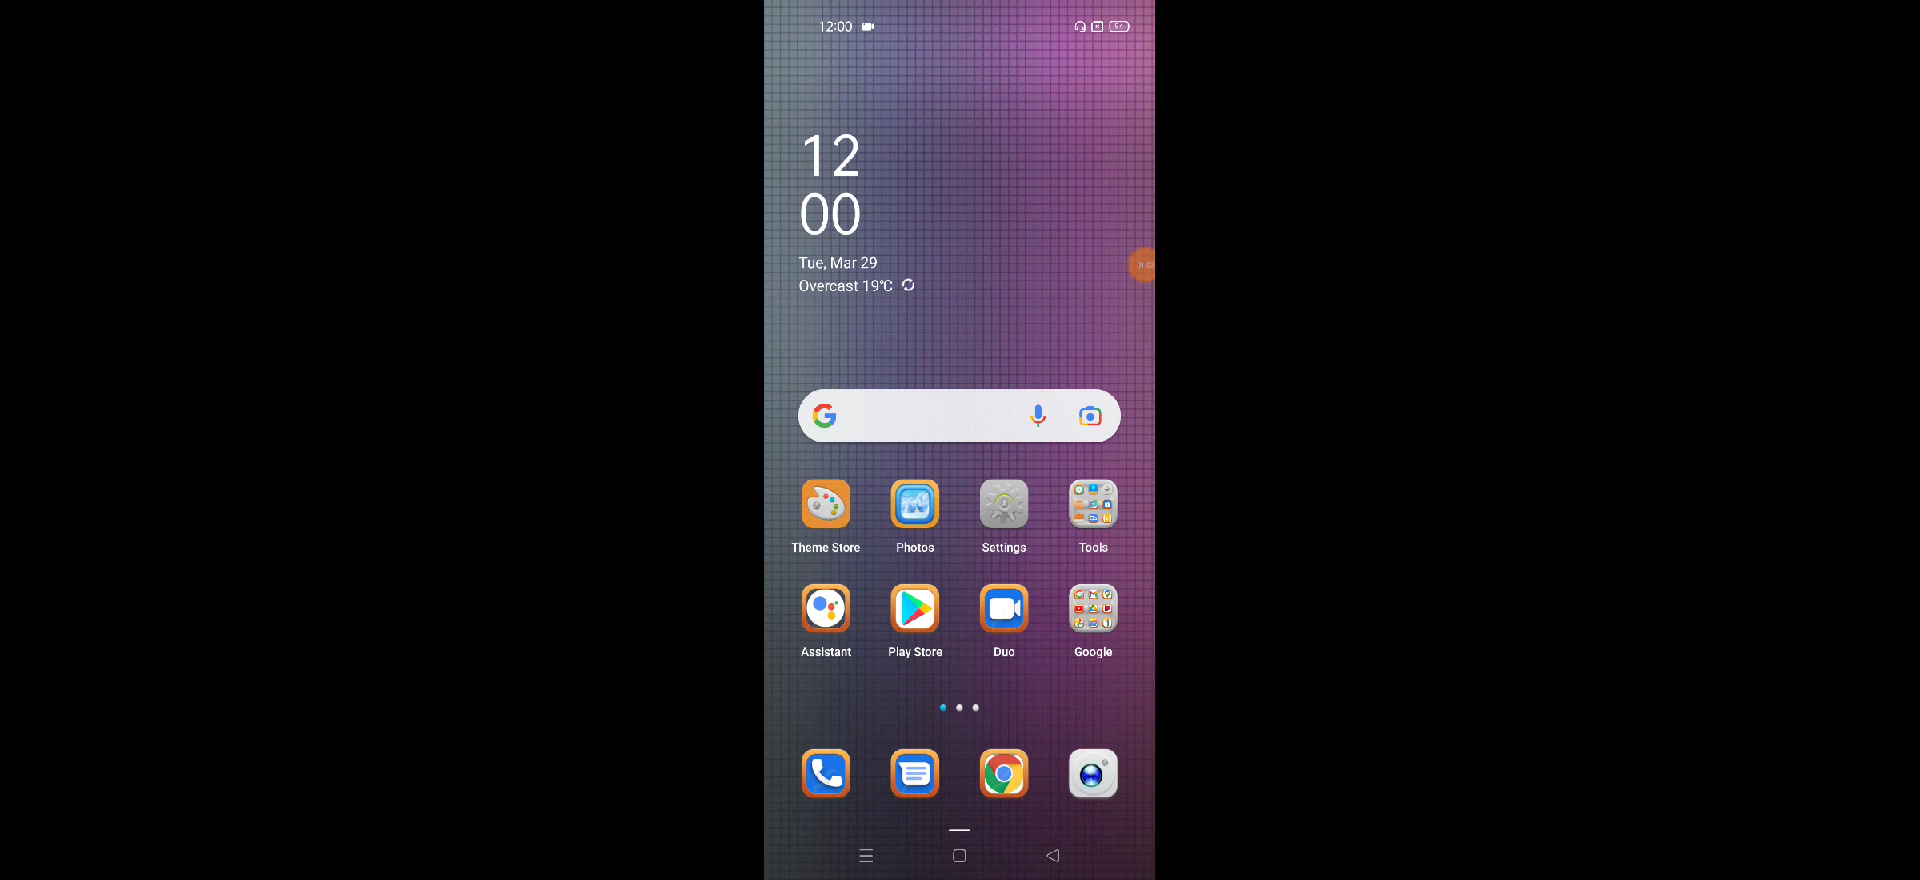 12:00
12
00
Tue, Mar 29
Overcast 19°C
Theme Store
Photos
Settings
Tools
Assistant
Play Store
Duo
Google